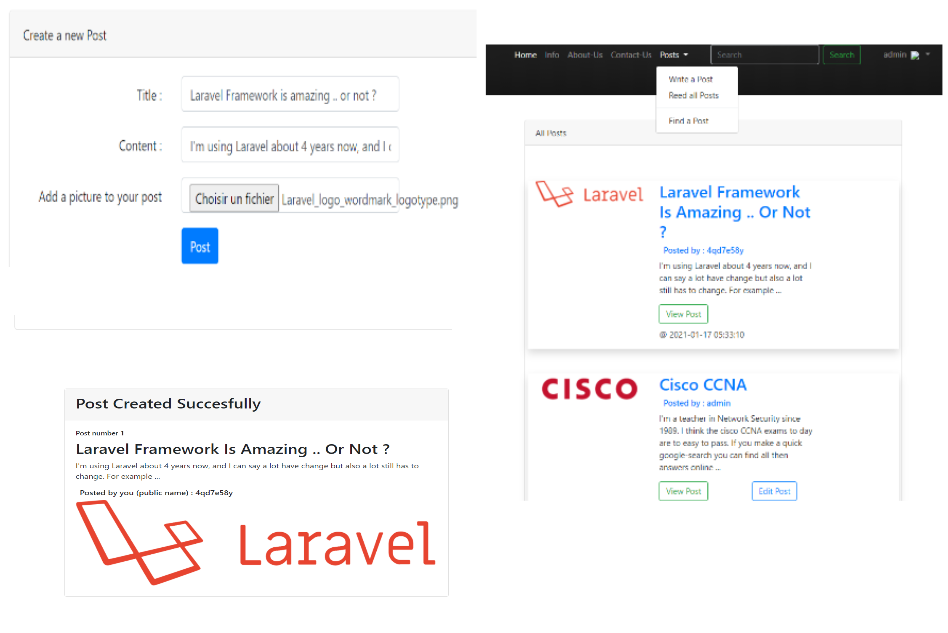 Create a new Post
Title :
Laravel Framework is amazing .. or not ?
Content :
I'm using Laravel about 4 years now, and I c
Add a picture to your post
Choisir un fichier
Laravel_logo_wordmark_logotype.png
Post
Post Created Succesfully
Post number 1
Laravel Framework Is Amazing .. Or Not ?
I'm using Laravel about 4 years now, and I can say a lot have change but also a lot still has to
change. For example ...
Posted by you (public name) : 4qd7e58y
Laravel
Home Info About-Us Contact-Us Posts Search Search admin
Write a Post
Reed all Posts
Find a Post
All Posts
Laravel
Laravel Framework
Is Amazing .. Or Not
?
Posted by : 4qd7e58y
I'm using Laravel about 4 years now, and I
can say a lot have change but also a lot
still has to change. For example ...
View Post
@ 2021-01-17 05:33:10
CISCO
Cisco CCNA
Posted by : admin
I'm a teacher in Network Security since
1989. I think the cisco CCNA exams to day
are to easy to pass. If you make a quick
google-search you can find all then
answers online ...
View Post
Edit Post